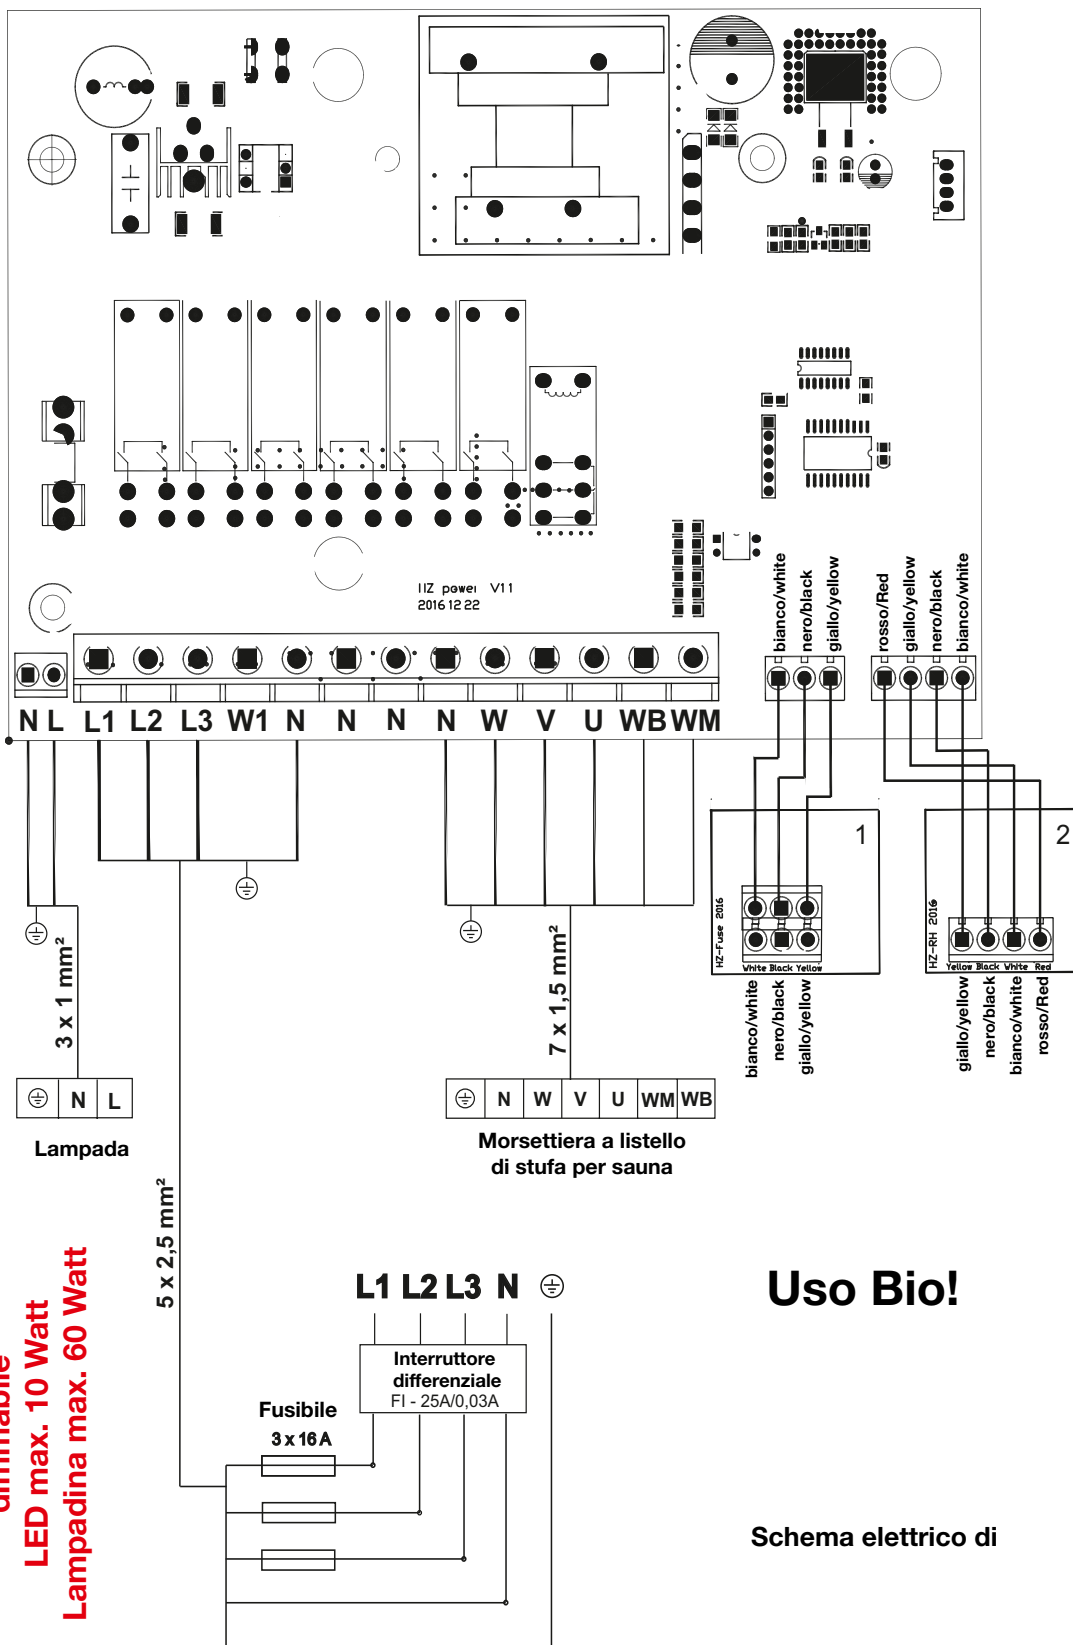 IIZ power V11
2016 12 22
bianco/white
nero/black
giallo/yellow
rosso/Red
giallo/yellow
nero/black
bianco/white
N L L1 L2 L3 W1 N N N N W V U WB WM
1
2
HZ-Fuse 2016
White Black Yellow
HZ-RH 2016
Yellow Black White Red
bianco/white
nero/black
giallo/yellow
giallo/yellow
nero/black
bianco/white
rosso/Red
3 x 1 mm²
7 x 1,5 mm²
N L
Lampada
N W V U WM WB
Morsettiera a listello
di stufa per sauna
5 x 2,5 mm²
L1 L2 L3 N
Uso Bio!
Interruttore
differenziale
FI - 25A/0,03A
Fusibile
3 x 16 A
dimmabile
LED max. 10 Watt
Lampadina max. 60 Watt
Schema elettrico di